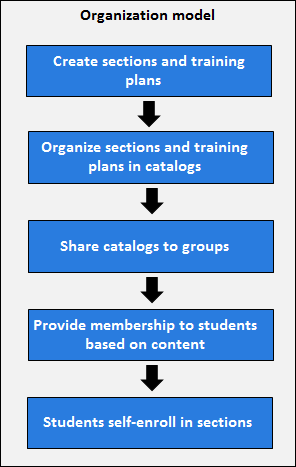 Organization model
Create sections and training
plans
Organize sections and training
plans in catalogs
Share catalogs to groups
Provide membership to students
based on content
Students self-enroll in sections